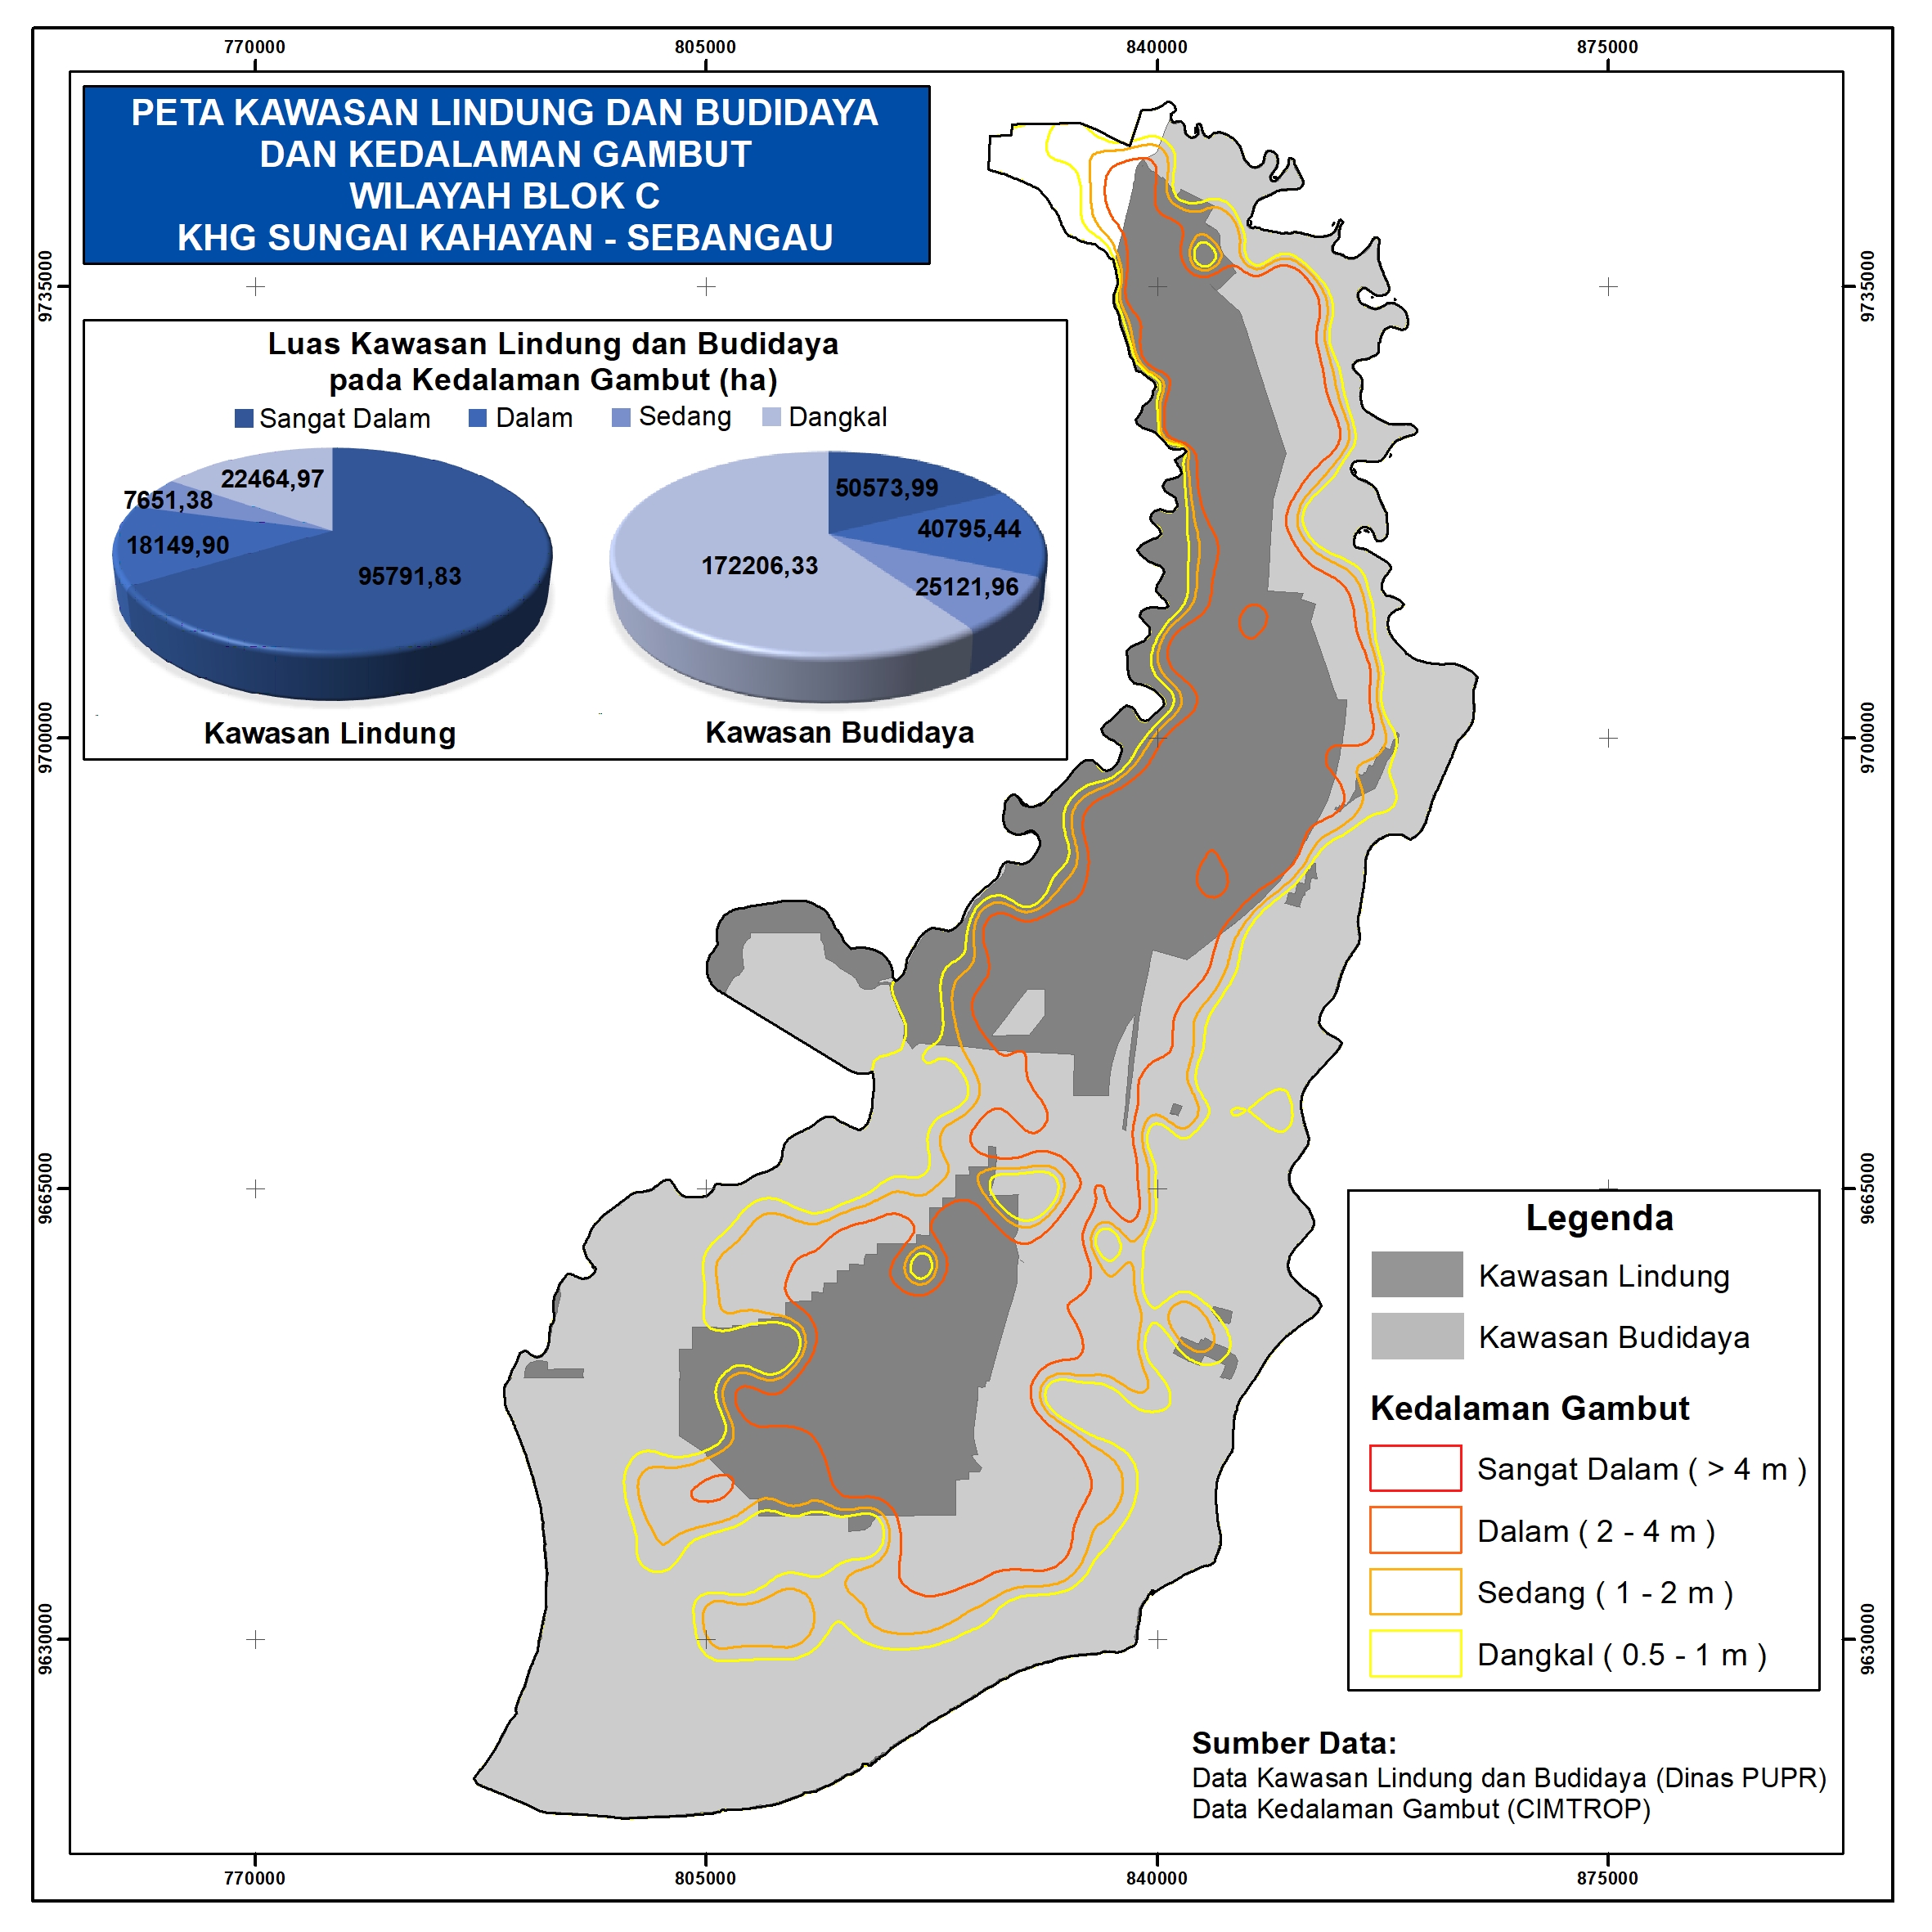 770000 805000 840000 875000
PETA KAWASAN LINDUNG DAN BUDIDAYA
DAN KEDALAMAN GAMBUT
WILAYAH BLOK C
KHG SUNGAI KAHAYAN - SEBANGAU
9735000 9735000
Luas Kawasan Lindung dan Budidaya
pada Kedalaman Gambut (ha)
Sangat Dalam Dalam Sedang Dangkal
22464,97
7651,38
18149,90
95791,83
50573,99
40795,44
172206,33
25121,96
Kawasan Lindung Kawasan Budidaya
9700000 9700000
9665000 9665000
Legenda
Kawasan Lindung
Kawasan Budidaya
Kedalaman Gambut
Sangat Dalam ( > 4 m )
Dalam ( 2 - 4 m )
Sedang ( 1 - 2 m )
Dangkal ( 0.5 - 1 m )
9630000 9630000
Sumber Data:
Data Kawasan Lindung dan Budidaya (Dinas PUPR)
Data Kedalaman Gambut (CIMTROP)
770000 805000 840000 875000